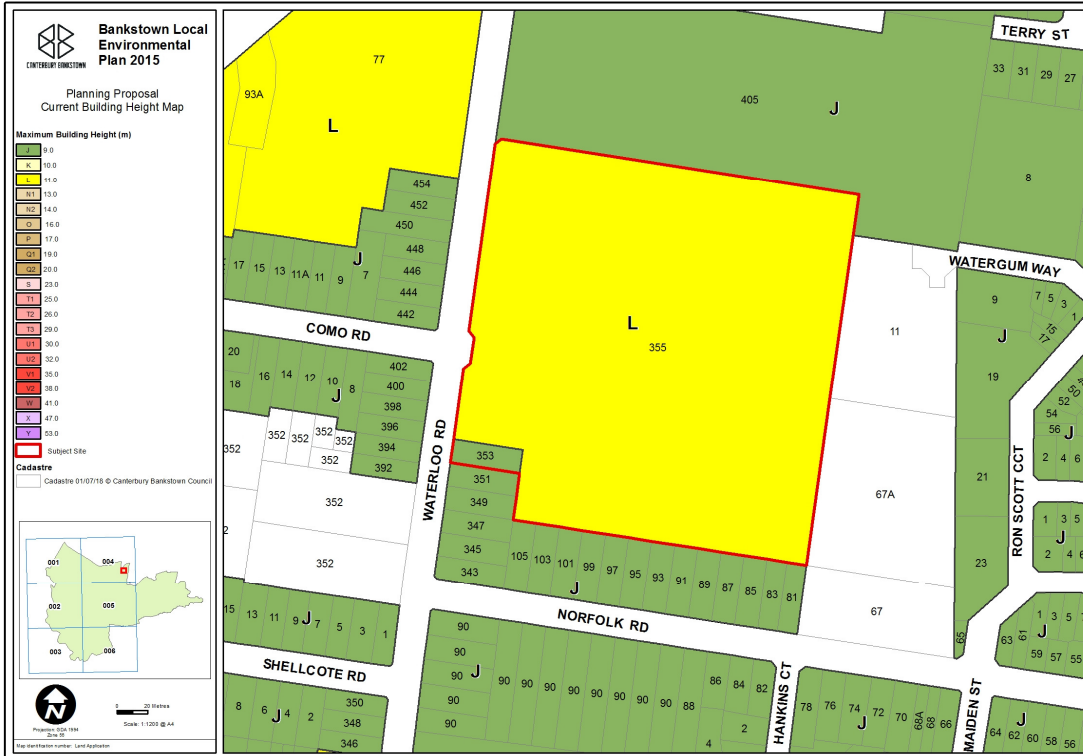 Bankstown Local
Environmental
Plan 2015
CANTERBURY BANKSTOWN
Planning Proposal
Current Building Height Map
Maximum Building Height (m)
J 9.0
K 10.0
L 11.0
N1 13.0
N2 14.0
O 16.0
P 17.0
Q1 19.0
Q2 20.0
S 23.0
T1 25.0
T2 26.0
T3 29.0
U1 30.0
U2 32.0
V1 35.0
V2 38.0
W 41.0
X 47.0
Y 53.0
Subject Site
Cadastre
Cadastre 01/07/18 © Canterbury Bankstown Council
001 004
002 005
003 006
N
0 20 Metres
Scale: 1:1200 @ A4
Projection: GDA 1994
Zone 56
Map identification number: Land Application
TERRY ST
33 31 29 27
77
93A
L
405
J
8
454
452
450
448
446
444
442
17 15 13 11A 11 9 7
J
COMO RD
WATERGUM WAY
9
7 5 3 1
15
17
J
11
19
L
355
20
18 16 14 12 10 8
J
402
400
398
396
394
392
352 352 352 352
352
352
352
352
WATERLOO RD
353
351
349
347
345
343
67A
21
23
RON SCOTT CCT
50
52
54
56
J
2 4 6
1 3 5
J
2 4
105 103 101 99 97 95 93 91 89 87 85 83 81
J
67
65
NORFOLK RD
15 13 11 9 7 5 3 1
J
SHELLCOTE RD
8 6 4 2
J
350
348
346
90
90
90
90
J
90 90 90 90 90 90 90 88
86 84 82
2
4
HANKINS CT
78 76 74 72 70 68A 68 66
J
MAIDEN ST
63 61
1 3 5
J
59 57 55
J
64 62 60 58 56